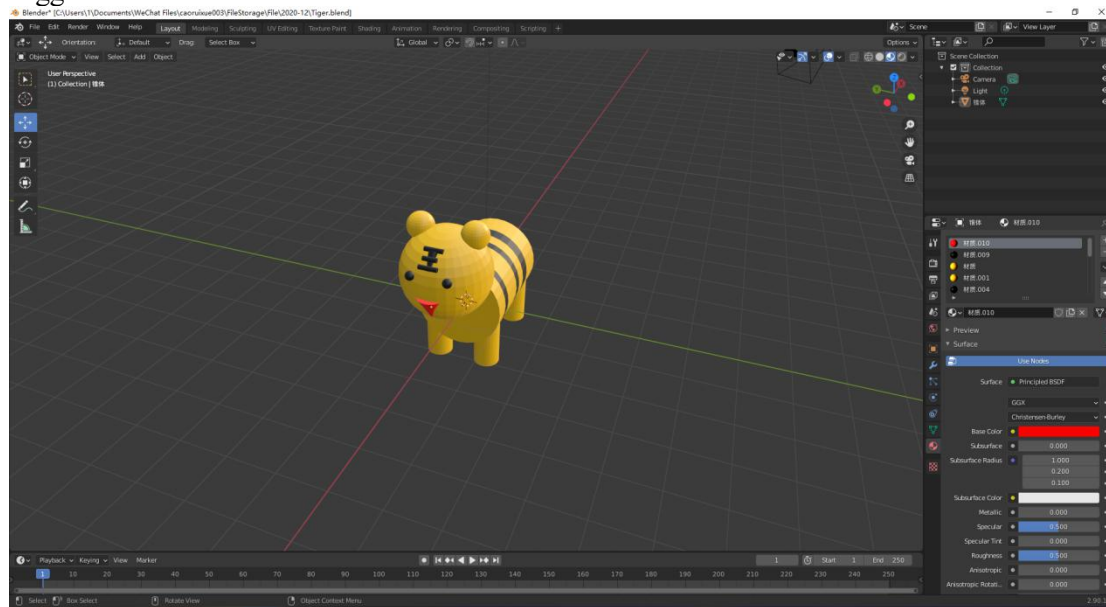 Blender* [C:\Users\1\Documents\WeChat Files\caoruixue003\FileStorage\File\2020-12\Tiger.blend]
File Edit Render Window Help Layout Modeling Sculpting UV Editing Texture Paint Shading Animation Rendering Compositing Scripting + Scene View Layer
Orientation: Default Drag: Select Box Global Options
Object Mode View Select Add Object
User Perspective
(1) Collection | 锥体
Scene Collection
Collection
Camera
Light
锥体
锥体 材质.010
材质.010
材质.009
材质
材质.001
材质.004
材质.010
Preview
Surface
Use Nodes
Surface Principled BSDF
GGX
Christensen-Burley
Base Color
Subsurface 0.000
Subsurface Radius 1.000
0.200
0.100
Subsurface Color
Metallic 0.000
Specular 0.500
Specular Tint 0.000
Roughness 0.500
Anisotropic 0.000
Anisotropic Rotati... 0.000
王
Playback Keying View Marker 1 Start 1 End 250
1 10 20 30 40 50 60 70 80 90 100 110 120 130 140 150 160 170 180 190 200 210 220 230 240 250
Select Box Select Rotate View Object Context Menu